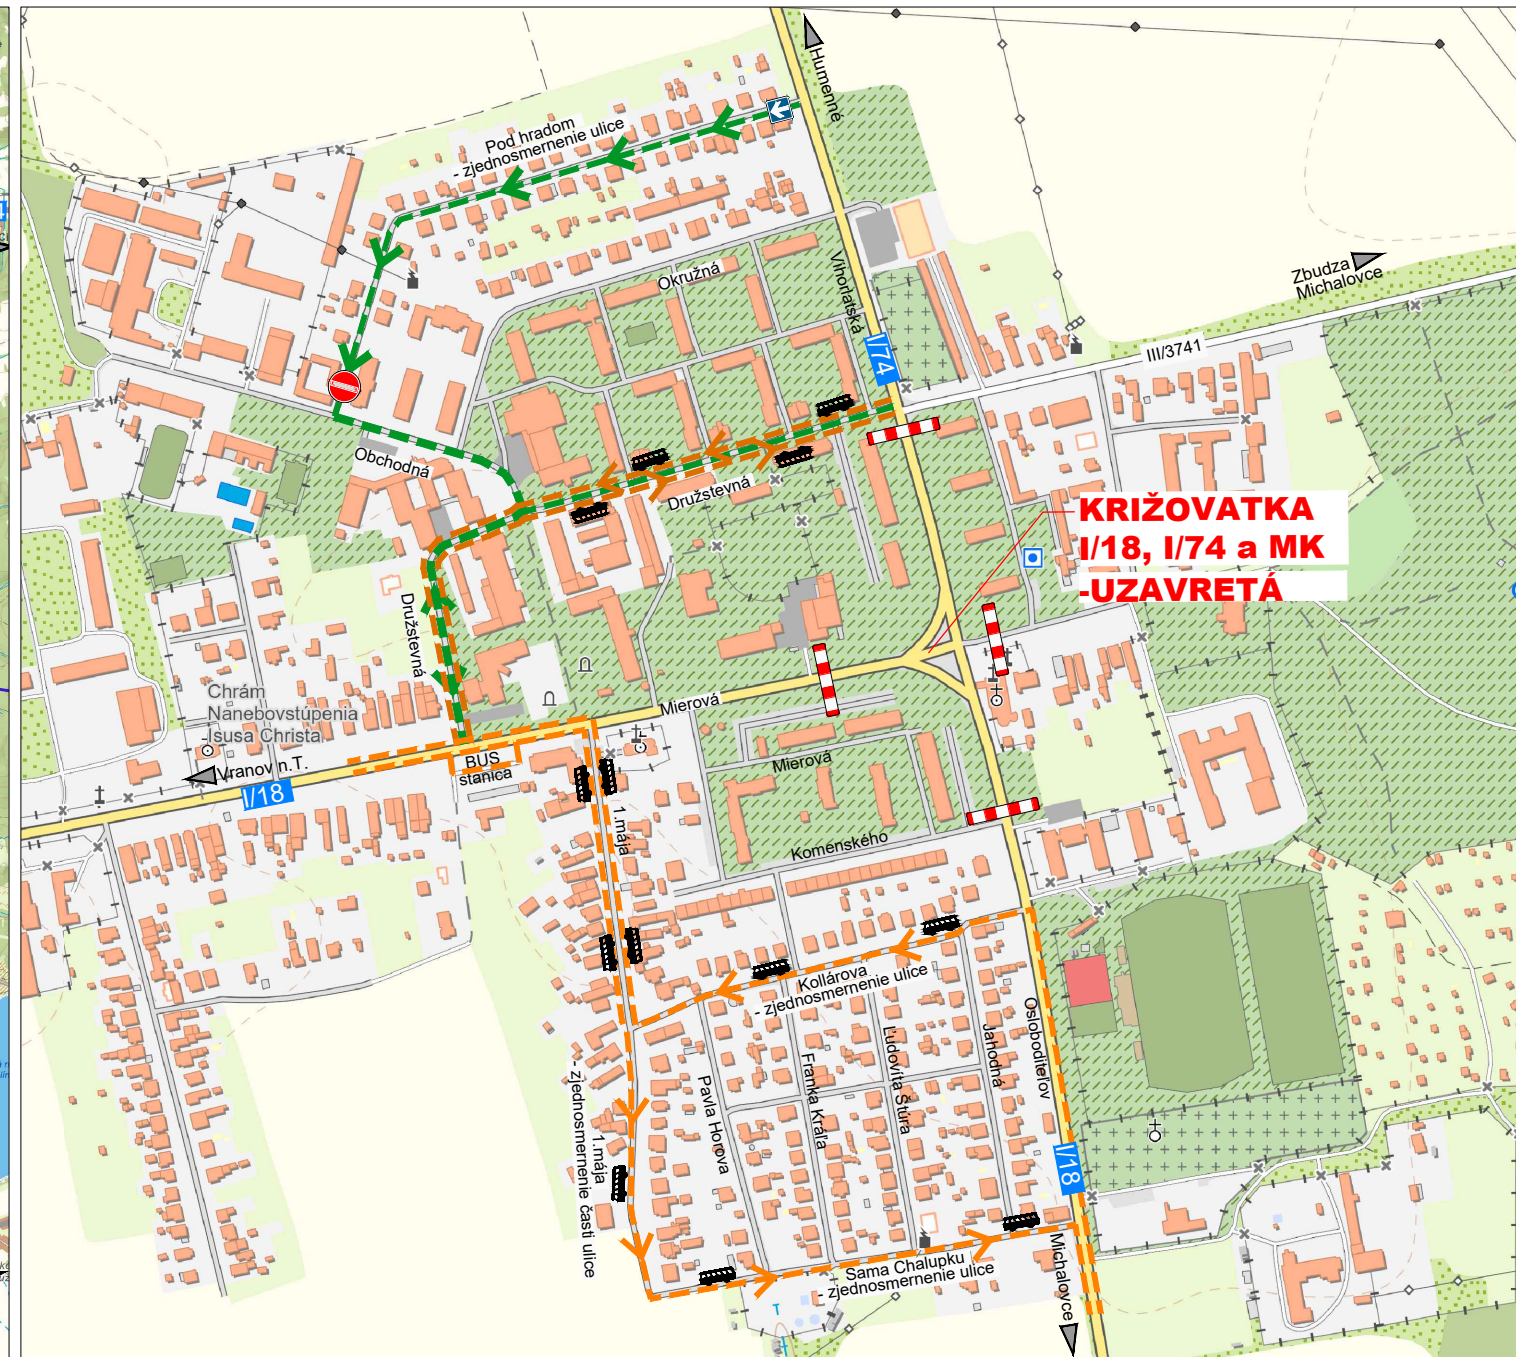 Humenné
Pod hradom
- zjednosmernenie ulice
Okružná
Vihorlatská
I/74
Zbudza
Michalovce
III/3741
Obchodná
Družstevná
KRIŽOVATKA
I/18, I/74 a MK
-UZAVRETÁ
Družstevná
Chrám
Nanebovstúpenia
Isusa Christa
Mierová
Vranov n.T.
I/18
BUS
stanica
Mierová
1.mája
Komenského
Kollárova
- zjednosmernenie ulice
Osloboditeľov
Jahodná
Ľudovíta Štúra
Franka Kráľa
Pavla Horova
1.mája
- zjednosmernenie časti ulice
I/18
Sama Chalupku
- zjednosmernenie ulice
Michalovce